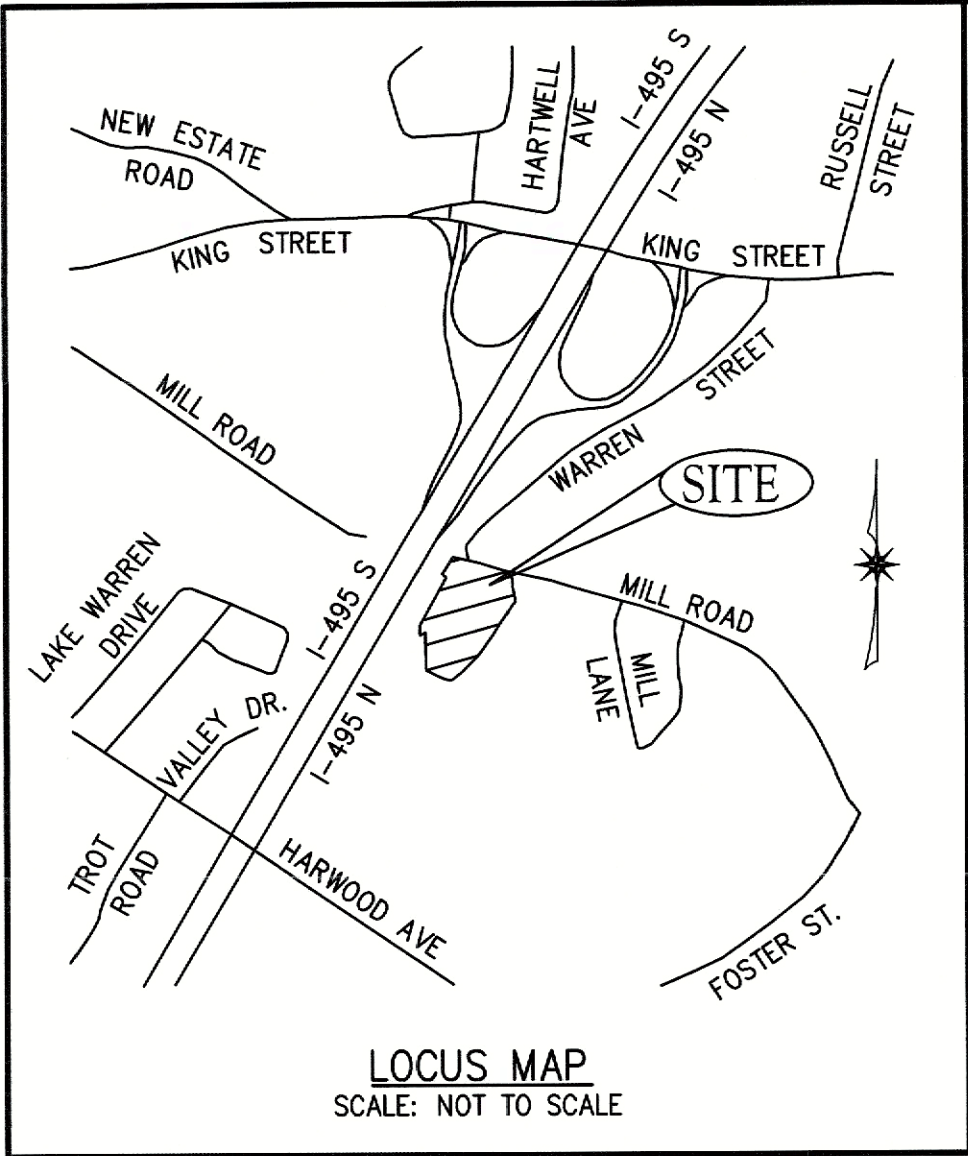 I-495 S
I-495 N
HARTWELL
AVE
RUSSELL
STREET
NEW ESTATE
ROAD
KING STREET
KING STREET
MILL ROAD
WARREN STREET
SITE
LAKE WARREN
DRIVE
I-495 S
I-495 N
MILL ROAD
MILL
LANE
VALLEY DR.
TROT
ROAD
HARWOOD AVE
FOSTER ST.
LOCUS MAP
SCALE: NOT TO SCALE